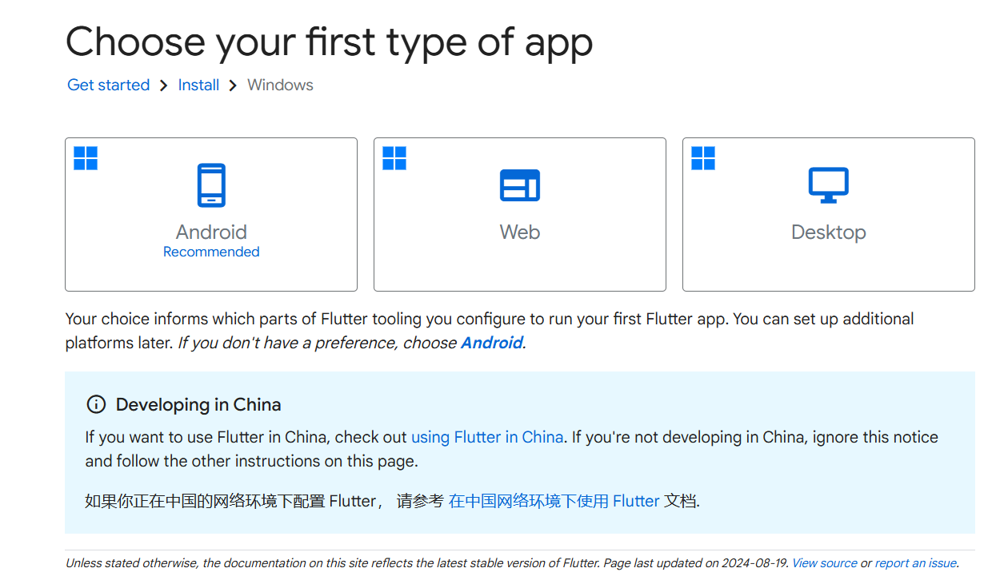 Choose your first type of app
Get started > Install > Windows
Android
Recommended
Web
Desktop
Your choice informs which parts of Flutter tooling you configure to run your first Flutter app. You can set up additional
platforms later. If you don't have a preference, choose Android.
Developing in China
If you want to use Flutter in China, check out using Flutter in China. If you're not developing in China, ignore this notice
and follow the other instructions on this page.
如果你正在中国的网络环境下配置 Flutter， 请参考 在中国网络环境下使用 Flutter 文档.
Unless stated otherwise, the documentation on this site reflects the latest stable version of Flutter. Page last updated on 2024-08-19. View source or report an issue.